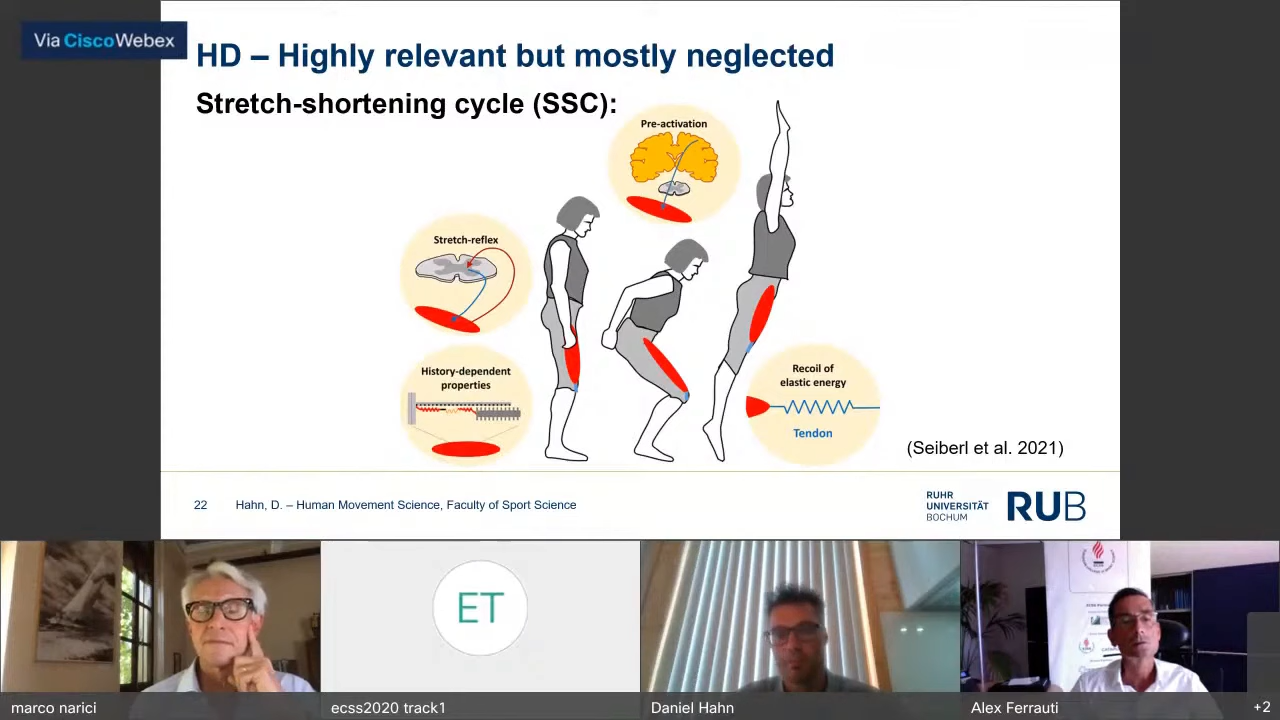 Via Cisco Webex
HD – Highly relevant but mostly neglected
Stretch-shortening cycle (SSC):
Pre-activation
Stretch-reflex
History-dependent
properties
Recoil of
elastic energy
Tendon
(Seiberl et al. 2021)
22
Hahn, D. – Human Movement Science, Faculty of Sport Science
RUHR
UNIVERSITÄT
BOCHUM
RUB
ET
marco narici
ecss2020 track1
Daniel Hahn
Alex Ferrauti
+2